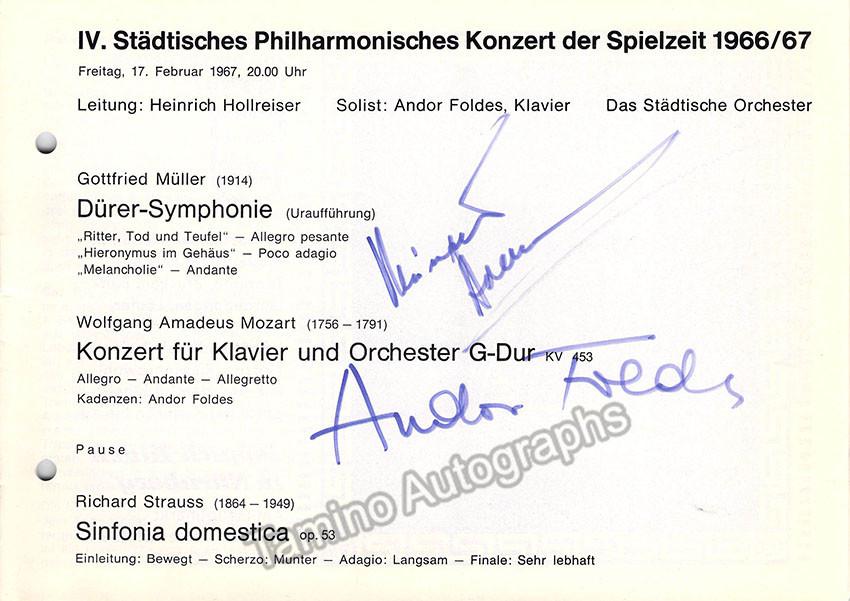 IV. Städtisches Philharmonisches Konzert der Spielzeit 1966/67
Freitag, 17. Februar 1967, 20.00 Uhr
Leitung: Heinrich Hollreiser Solist: Andor Foldes, Klavier Das Städtische Orchester
Gottfried Müller (1914)
Dürer-Symphonie (Uraufführung)
„Ritter, Tod und Teufel“ – Allegro pesante
„Hieronymus im Gehäus“ – Poco adagio
„Melancholie“ – Andante
Wolfgang Amadeus Mozart (1756 – 1791)
Konzert für Klavier und Orchester G-Dur KV 453
Allegro – Andante – Allegretto
Kadenzen: Andor Foldes
Andor Foldes
Pause
Tamino Autographs
Richard Strauss (1864 – 1949)
Sinfonia domestica op. 53
Einleitung: Bewegt – Scherzo: Munter – Adagio: Langsam – Finale: Sehr lebhaft